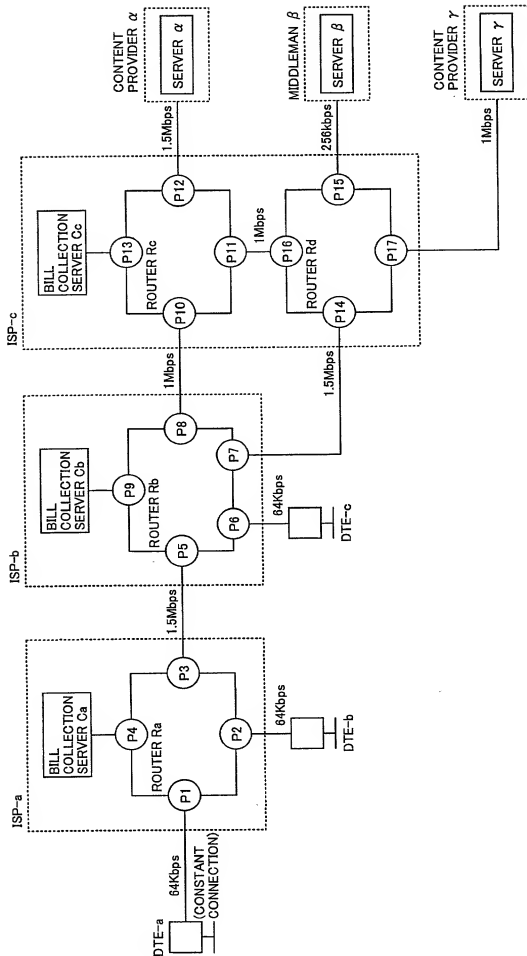 ISP-a
BILL
COLLECTION
SERVER Ca
P4
ROUTER Ra
P1
P3
P2
64Kbps
DTE-a
(CONSTANT
CONNECTION)
64Kbps
DTE-b
1.5Mbps
ISP-b
BILL
COLLECTION
SERVER Cb
P9
ROUTER Rb
P5
P8
P6
P7
64Kbps
DTE-c
1Mbps
1.5Mbps
ISP-c
BILL
COLLECTION
SERVER Cc
P13
ROUTER Rc
P10
P12
P11
1Mbps
P16
ROUTER Rd
P14
P15
P17
1.5Mbps
CONTENT
PROVIDER α
SERVER α
256kbps
MIDDLEMAN β
SERVER β
1Mbps
CONTENT
PROVIDER γ
SERVER γ